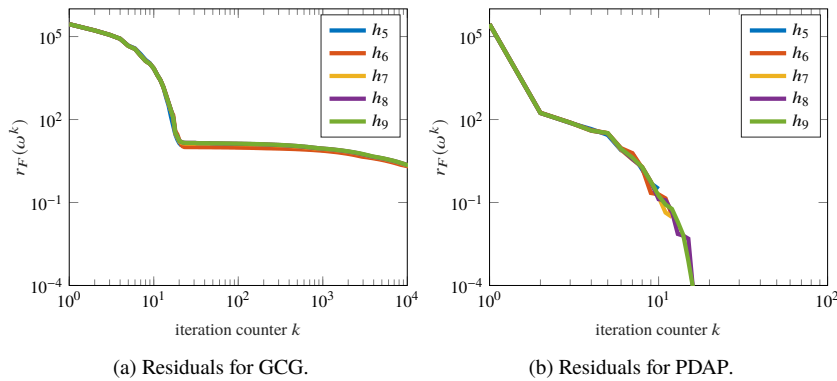 10^5
10^2
10^−1
10^−4
r_F(ω^k)
h_5
h_6
h_7
h_8
h_9
10^0 10^1 10^2 10^3 10^4
iteration counter k
(a) Residuals for GCG.
10^5
10^2
10^−1
10^−4
r_F(ω^k)
h_5
h_6
h_7
h_8
h_9
10^0 10^1 10^2
iteration counter k
(b) Residuals for PDAP.